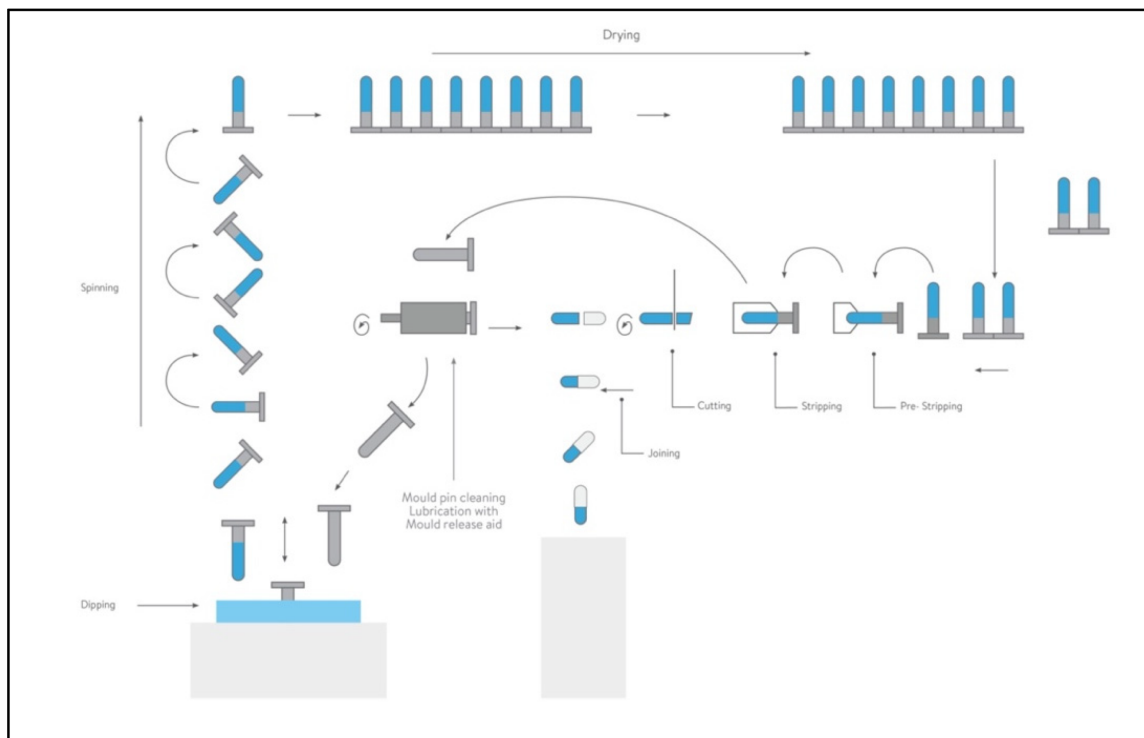 Drying
Spinning
Cutting
Stripping
Pre- Stripping
Joining
Mould pin cleaning
Lubrication with
Mould release aid
Dipping